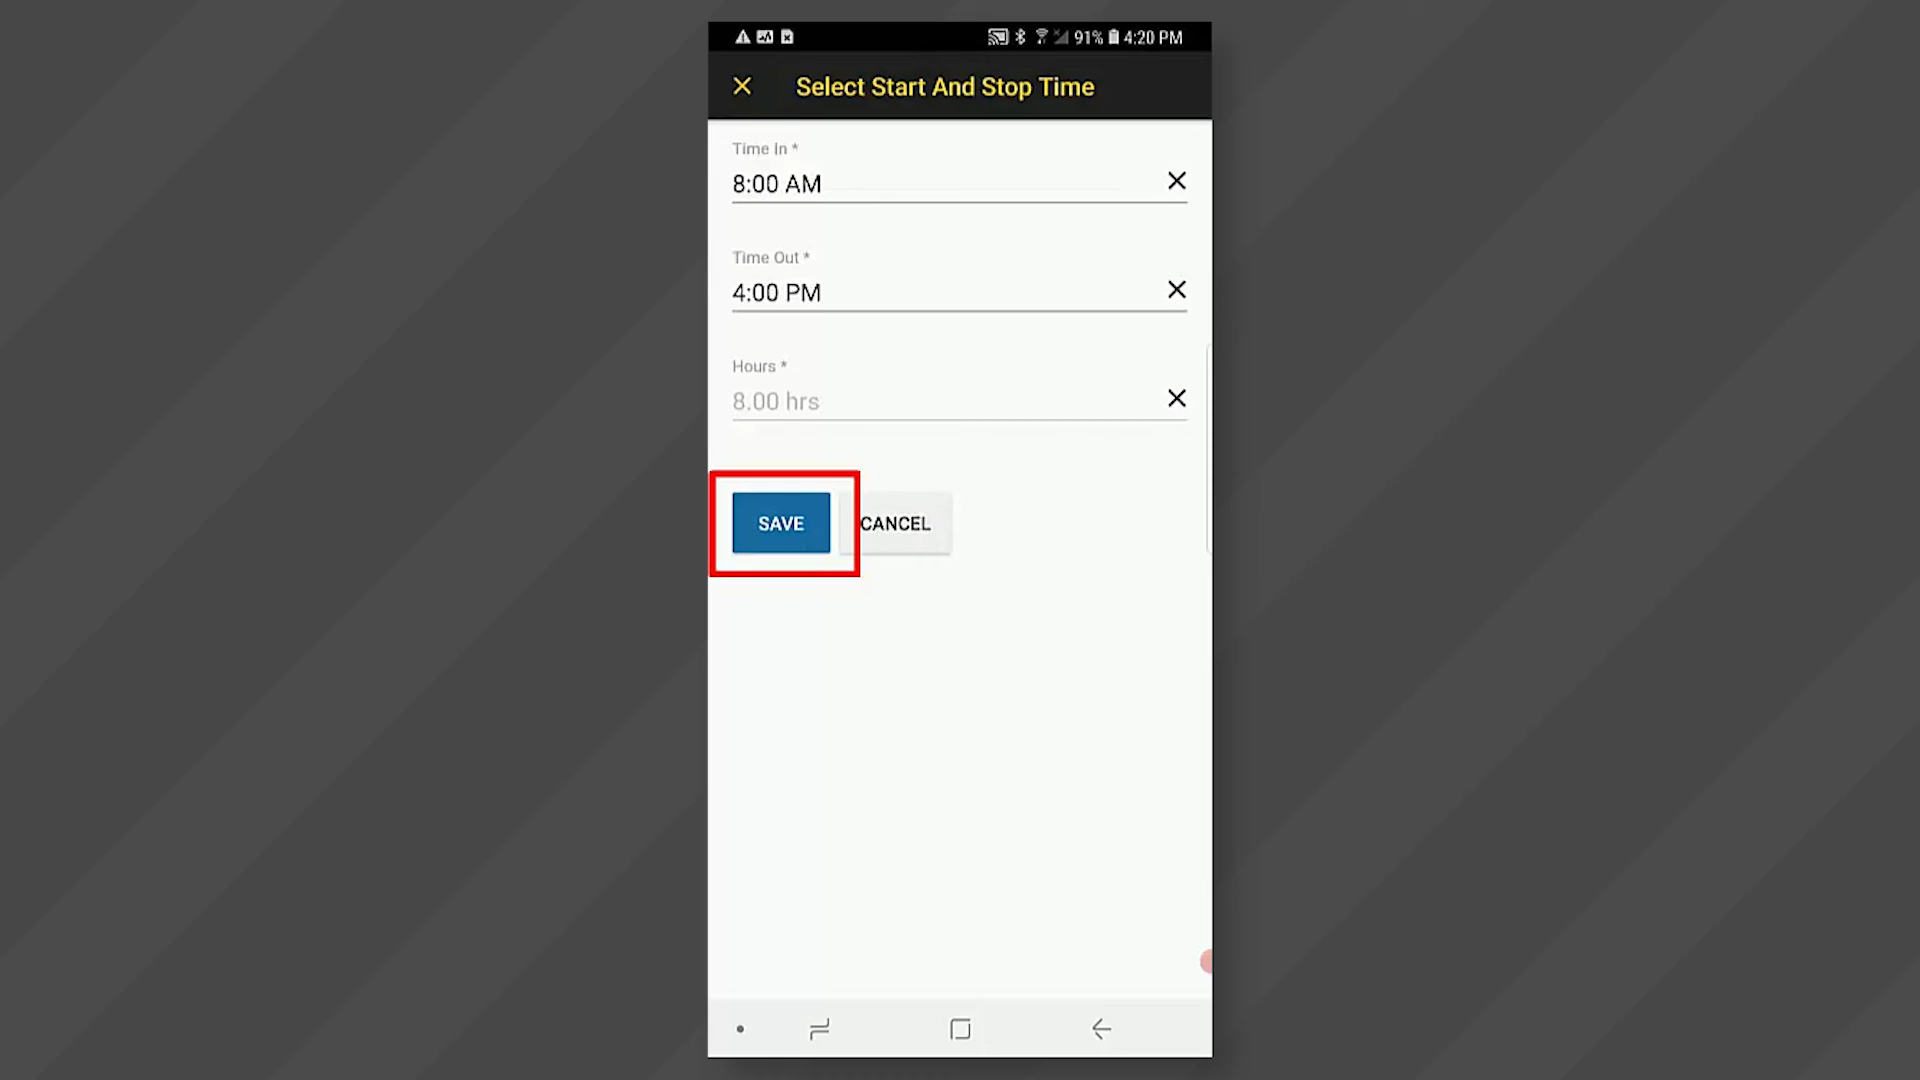 91% 4:20 PM
Select Start And Stop Time
Time In *
8:00 AM
Time Out *
4:00 PM
Hours *
8.00 hrs
SAVE CANCEL